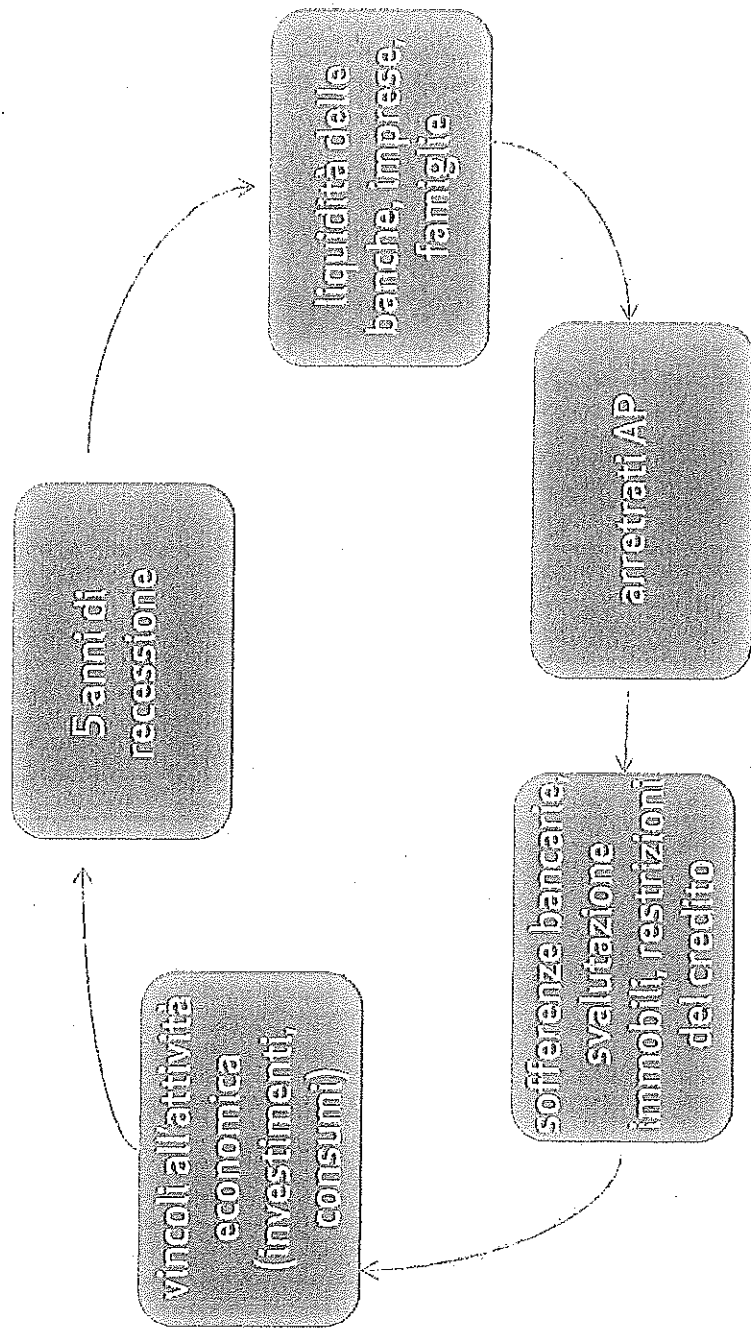 5 anni di
recessione
liquidità delle
banche, imprese,
famiglie
arretrati AP
sofferenze bancarie,
svalutazione
immobili, restrizioni
del credito
vincoli all'attività
economica
(investimenti,
consumi)